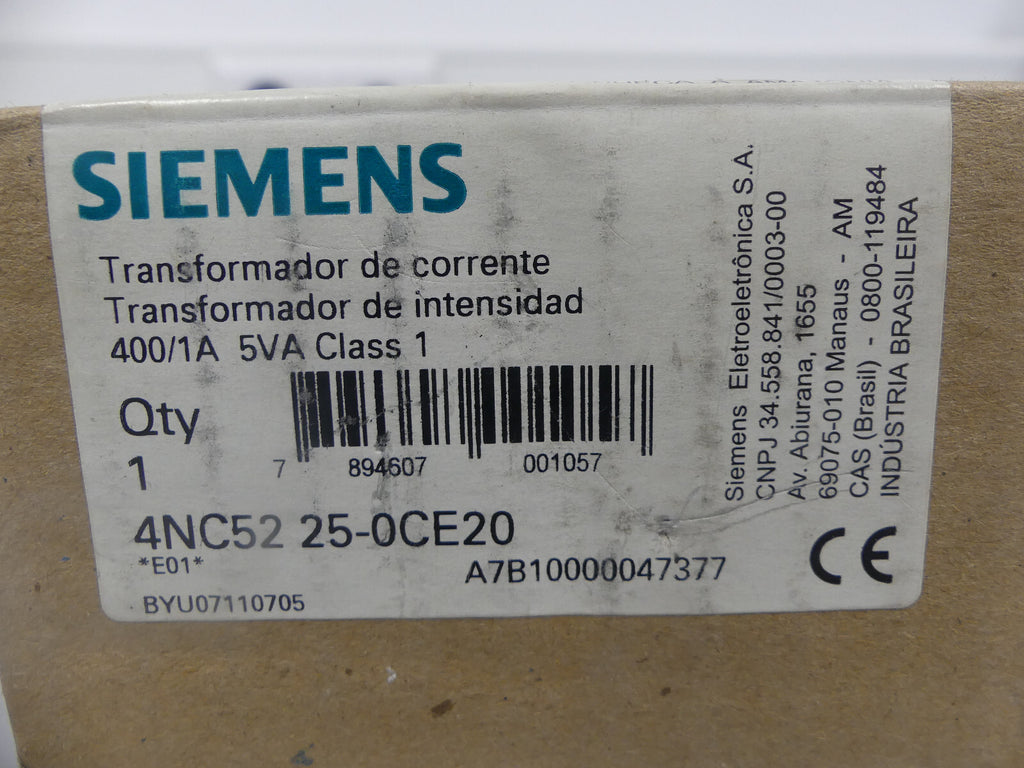 SIEMENS
Transformador de corrente
Transformador de intensidad
400/1A 5VA Class 1
Qty
1
7 894607 001057
4NC52 25-0CE20
*E01*
A7B10000047377
BYU07110705
Siemens Eletroeletrônica S.A.
CNPJ 34.558.841/0003-00
Av. Abiurana, 1655
69075-010 Manaus - AM
CAS (Brasil) - 0800-119484
INDÚSTRIA BRASILEIRA
CE